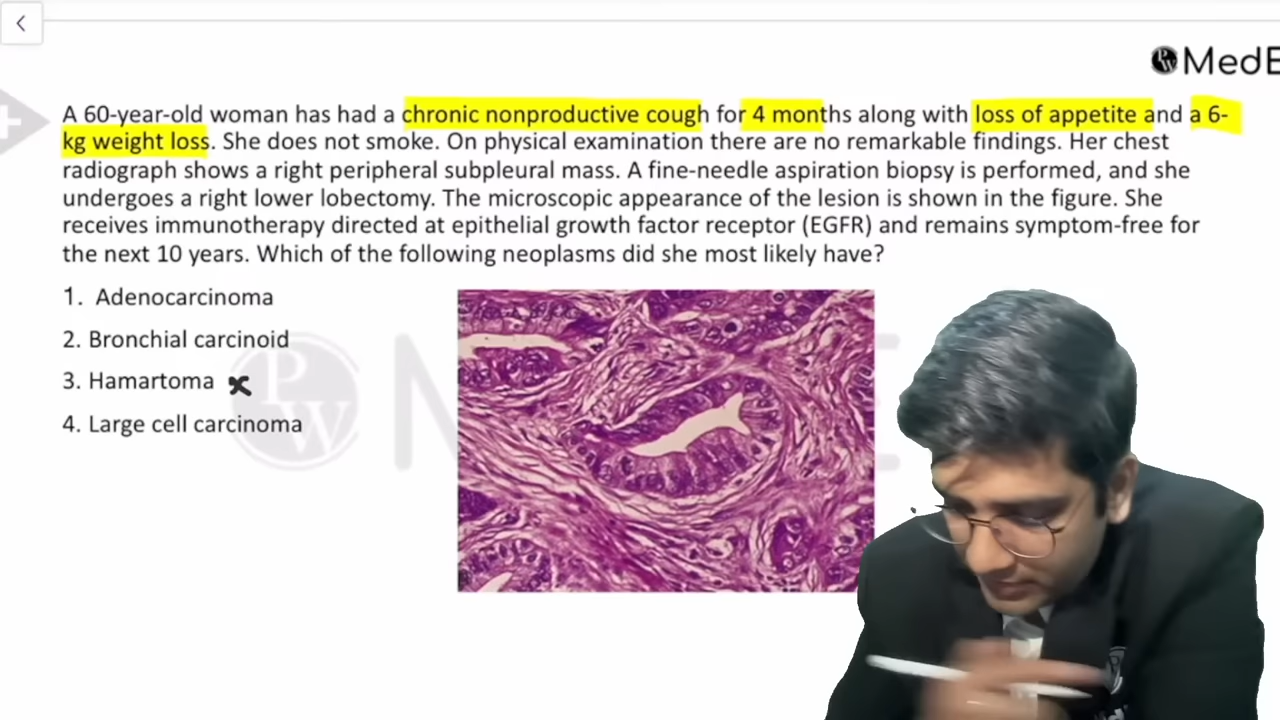 PW MedE
A 60-year-old woman has had a chronic nonproductive cough for 4 months along with loss of appetite and a 6-
kg weight loss. She does not smoke. On physical examination there are no remarkable findings. Her chest
radiograph shows a right peripheral subpleural mass. A fine-needle aspiration biopsy is performed, and she
undergoes a right lower lobectomy. The microscopic appearance of the lesion is shown in the figure. She
receives immunotherapy directed at epithelial growth factor receptor (EGFR) and remains symptom-free for
the next 10 years. Which of the following neoplasms did she most likely have?
1. Adenocarcinoma
2. Bronchial carcinoid
3. Hamartoma
4. Large cell carcinoma
PW